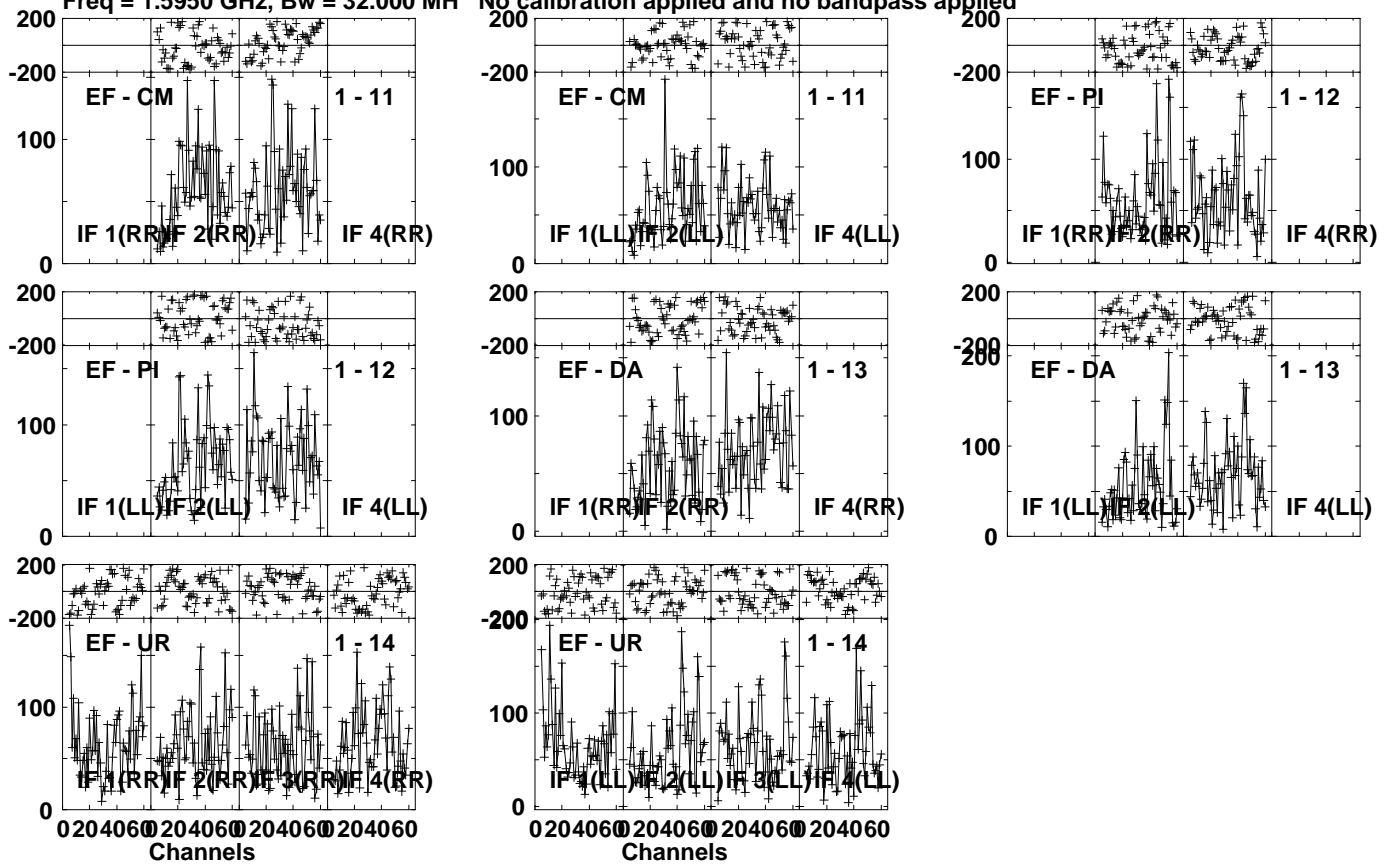 Freq = 1.5950 GHz, Bw = 32.000 MH No calibration applied and no bandpass applied
200
-200
EF - CM
1 - 11
100
0
IF 1(RR)
IF 2(RR)
IF 4(RR)
200
-200
EF - CM
1 - 11
100
0
IF 1(LL)
IF 2(LL)
IF 4(LL)
200
-200
EF - PI
1 - 12
100
0
IF 1(RR)
IF 2(RR)
IF 4(RR)
200
-200
EF - PI
1 - 12
100
0
IF 1(LL)
IF 2(LL)
IF 4(LL)
200
-200
EF - DA
1 - 13
100
0
IF 1(RR)
IF 2(RR)
IF 4(RR)
200
-200
200
EF - DA
1 - 13
100
0
IF 1(LL)
IF 2(LL)
IF 4(LL)
200
-200
EF - UR
1 - 14
100
0
IF 1(RR)
IF 2(RR)
IF 3(RR)
IF 4(RR)
0 20 40 60 0 20 40 60 0 20 40 60 0 20 40 60
Channels
200
-200
200
EF - UR
1 - 14
100
0
IF 1(LL)
IF 2(LL)
IF 3(LL)
IF 4(LL)
0 20 40 60 0 20 40 60 0 20 40 60 0 20 40 60
Channels